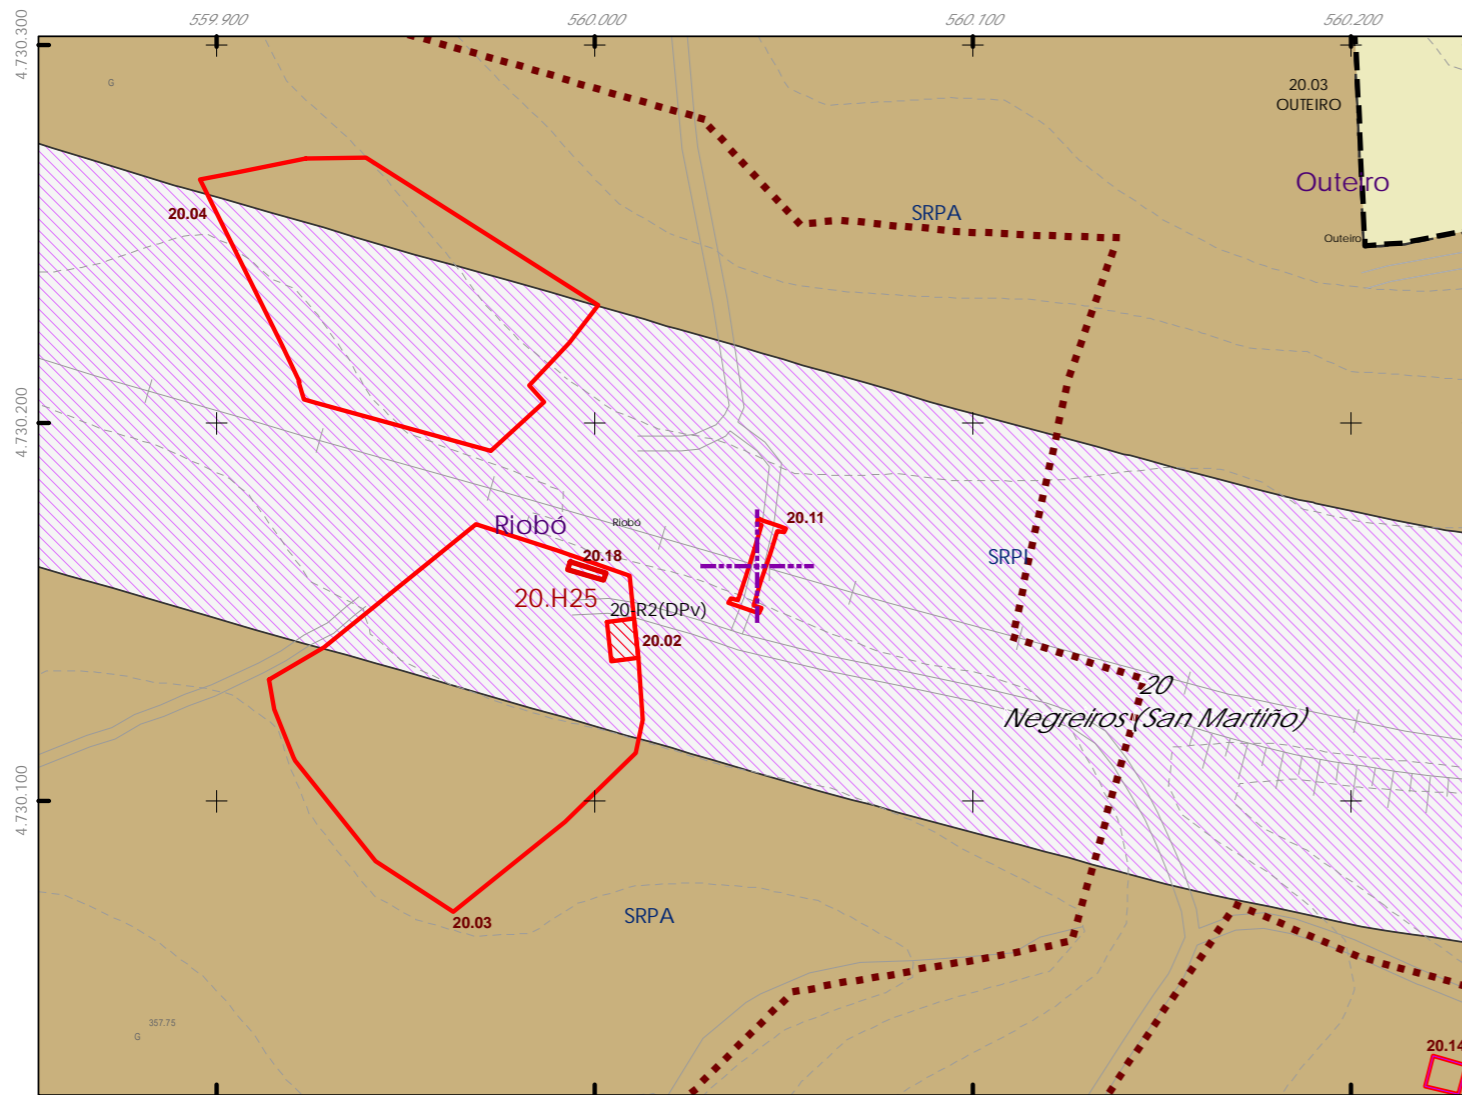 559.900
560.000
560.100
560.200
4.730.300
G
20.03
OUTEIRO
Outeiro
20.04
SRPA
Outeiro
4.730.200
Riobó
Riobó
20.11
20.18
SRPI
20.H25
20-R2(DPv)
20.02
20
Negreiros (San Martiño)
4.730.100
SRPA
20.03
357.75
G
20.14